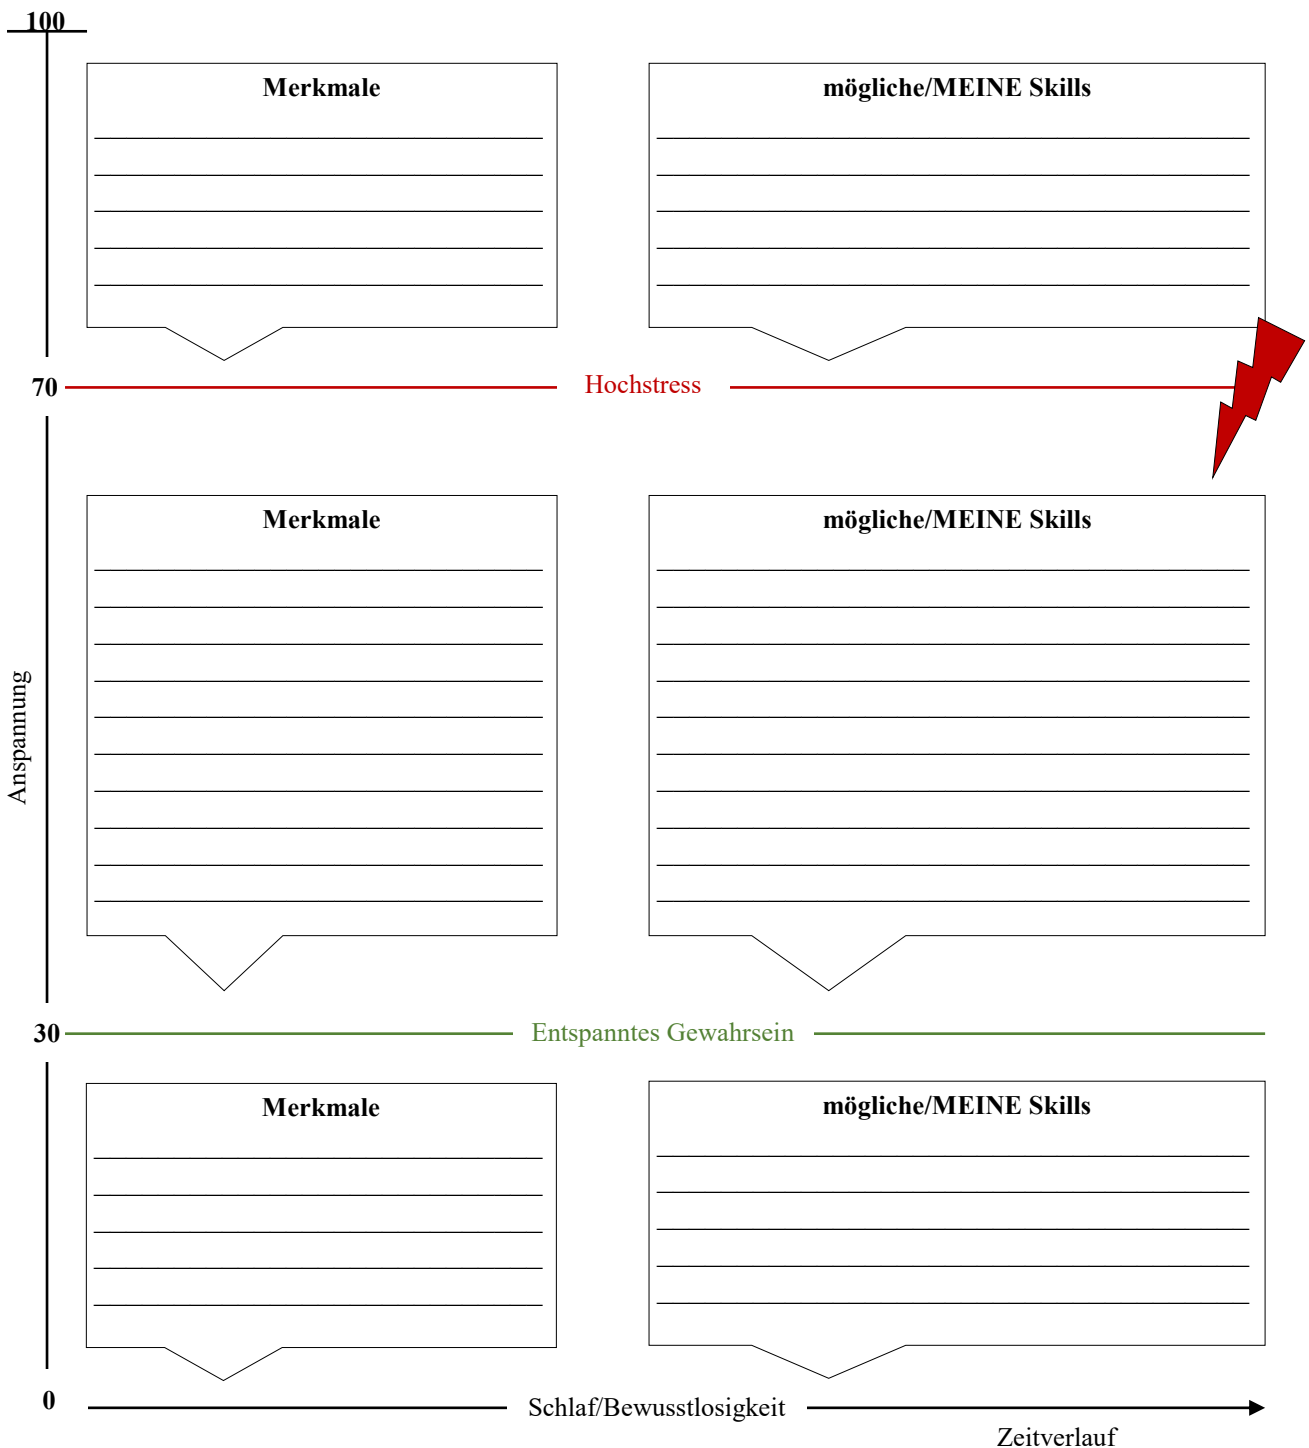 100
Merkmale
mögliche/MEINE Skills
70
Hochstress
Merkmale
mögliche/MEINE Skills
Anspannung
30
Entspanntes Gewahrsein
Merkmale
mögliche/MEINE Skills
0
Schlaf/Bewusstlosigkeit
Zeitverlauf